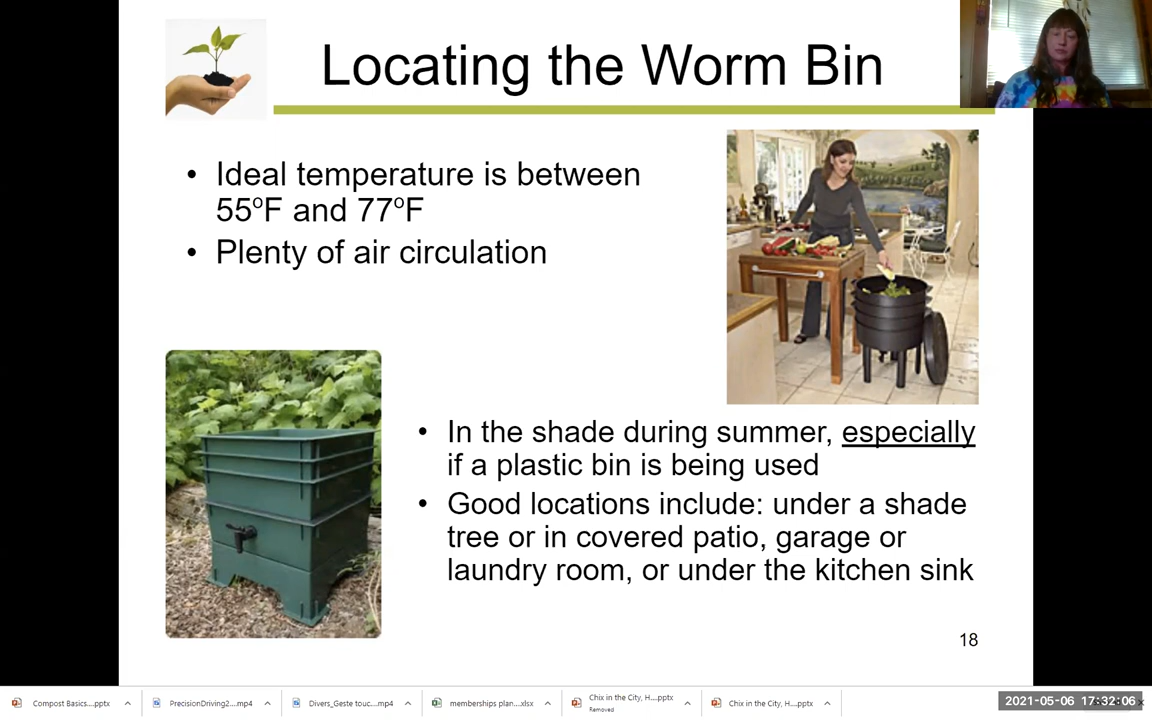 Locating the Worm Bin
• Ideal temperature is between
55ºF and 77ºF
• Plenty of air circulation
• In the shade during summer, especially
if a plastic bin is being used
• Good locations include: under a shade
tree or in covered patio, garage or
laundry room, or under the kitchen sink
18
Compost Basics....pptx
PrecisionDriving2....mp4
Divers_Geste touc....mp4
memberships plan....xlsx
Chix in the City, H....pptx
Removed
Chix in the City, H....pptx
2021-05-06 17:32:06